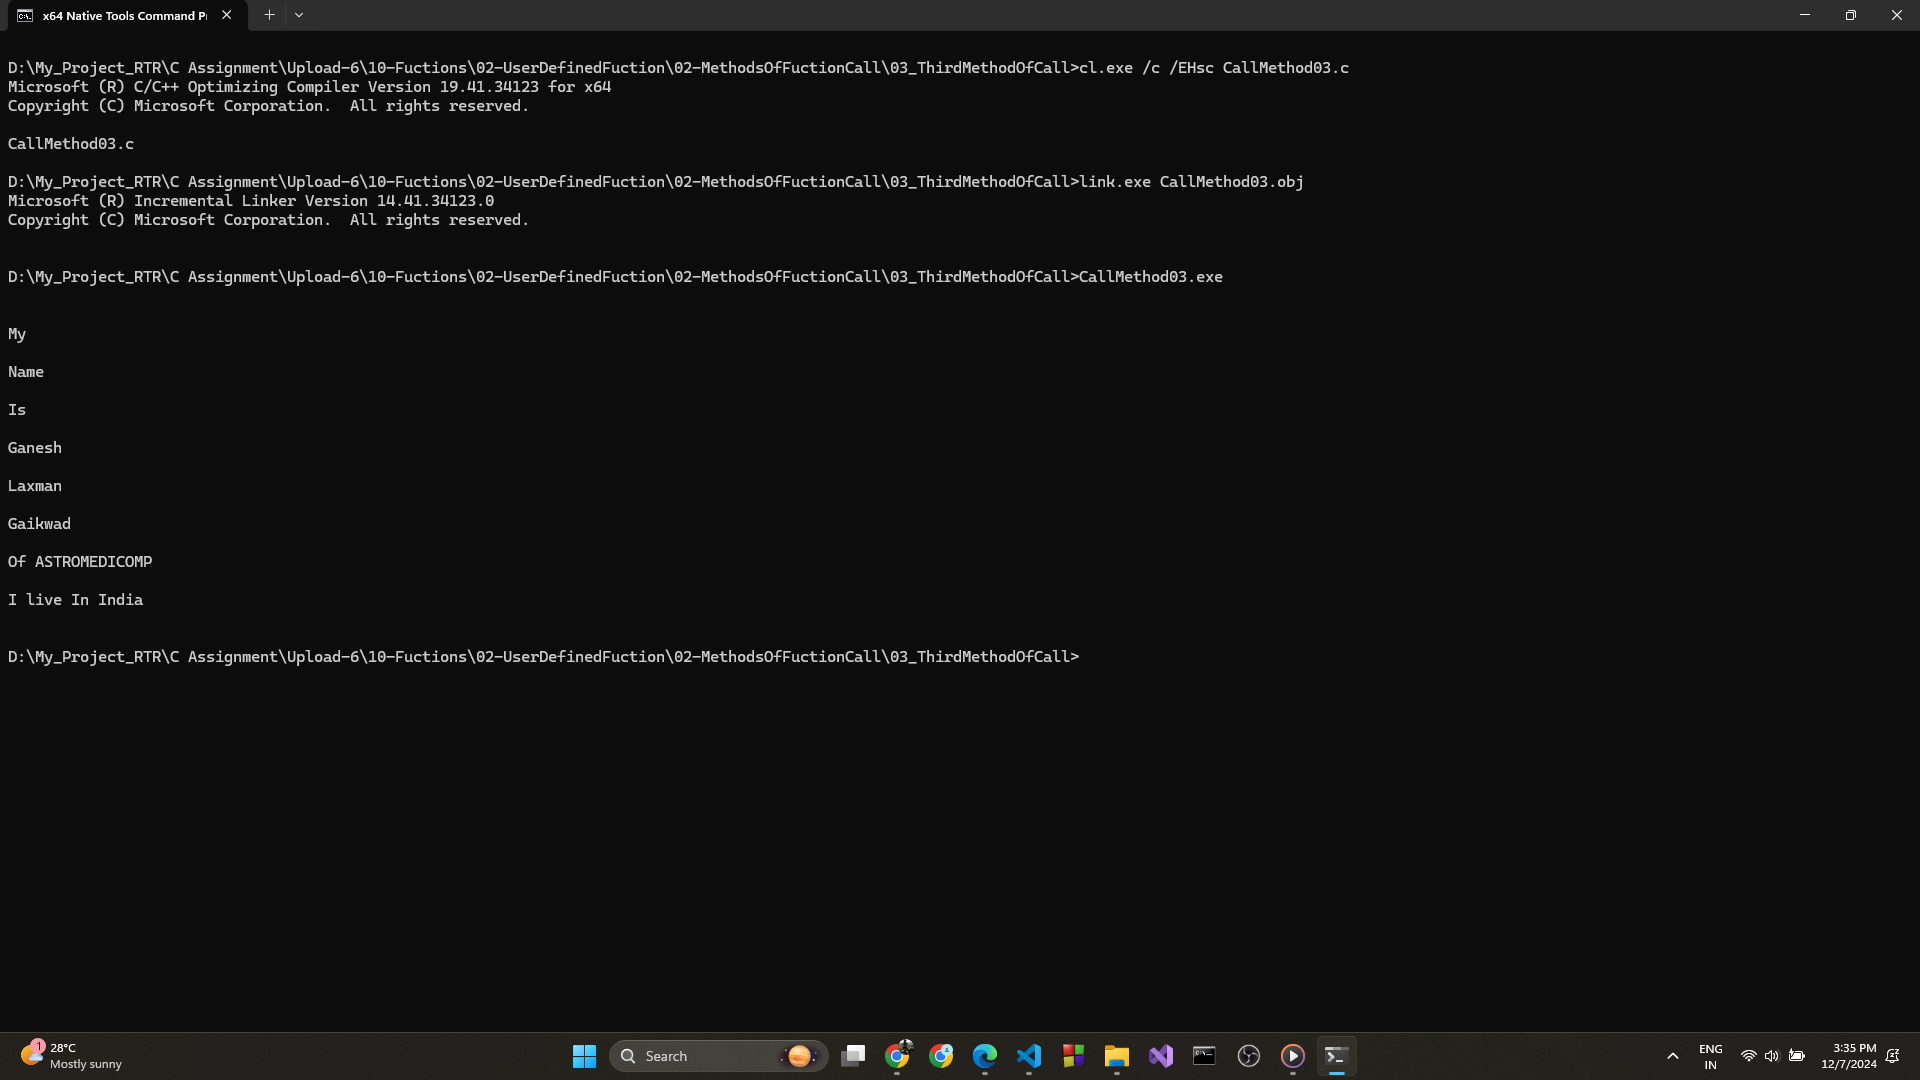 x64 Native Tools Command P
D:\My_Project_RTR\C Assignment\Upload-6\10-Fuctions\02-UserDefinedFuction\02-MethodsOfFuctionCall\03_ThirdMethodOfCall>cl.exe /c /EHsc CallMethod03.c
Microsoft (R) C/C++ Optimizing Compiler Version 19.41.34123 for x64
Copyright (C) Microsoft Corporation.  All rights reserved.
CallMethod03.c
D:\My_Project_RTR\C Assignment\Upload-6\10-Fuctions\02-UserDefinedFuction\02-MethodsOfFuctionCall\03_ThirdMethodOfCall>link.exe CallMethod03.obj
Microsoft (R) Incremental Linker Version 14.41.34123.0
Copyright (C) Microsoft Corporation.  All rights reserved.
D:\My_Project_RTR\C Assignment\Upload-6\10-Fuctions\02-UserDefinedFuction\02-MethodsOfFuctionCall\03_ThirdMethodOfCall>CallMethod03.exe
My
Name
Is
Ganesh
Laxman
Gaikwad
Of ASTROMEDICOMP
I live In India
D:\My_Project_RTR\C Assignment\Upload-6\10-Fuctions\02-UserDefinedFuction\02-MethodsOfFuctionCall\03_ThirdMethodOfCall>
1
28°C
Mostly sunny
Search
ENG
IN
3:35 PM
12/7/2024